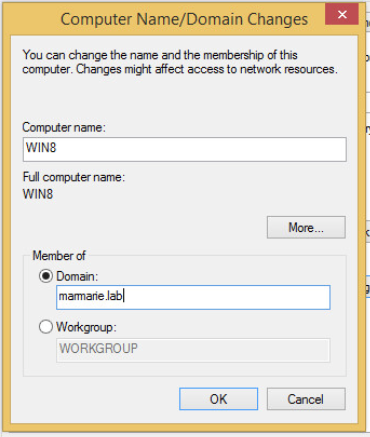 Computer Name/Domain Changes
You can change the name and the membership of this
computer. Changes might affect access to network resources.
Computer name:
WIN8
Full computer name:
WIN8
More...
Member of
Domain:
marmarie.lab
Workgroup:
WORKGROUP
OK
Cancel